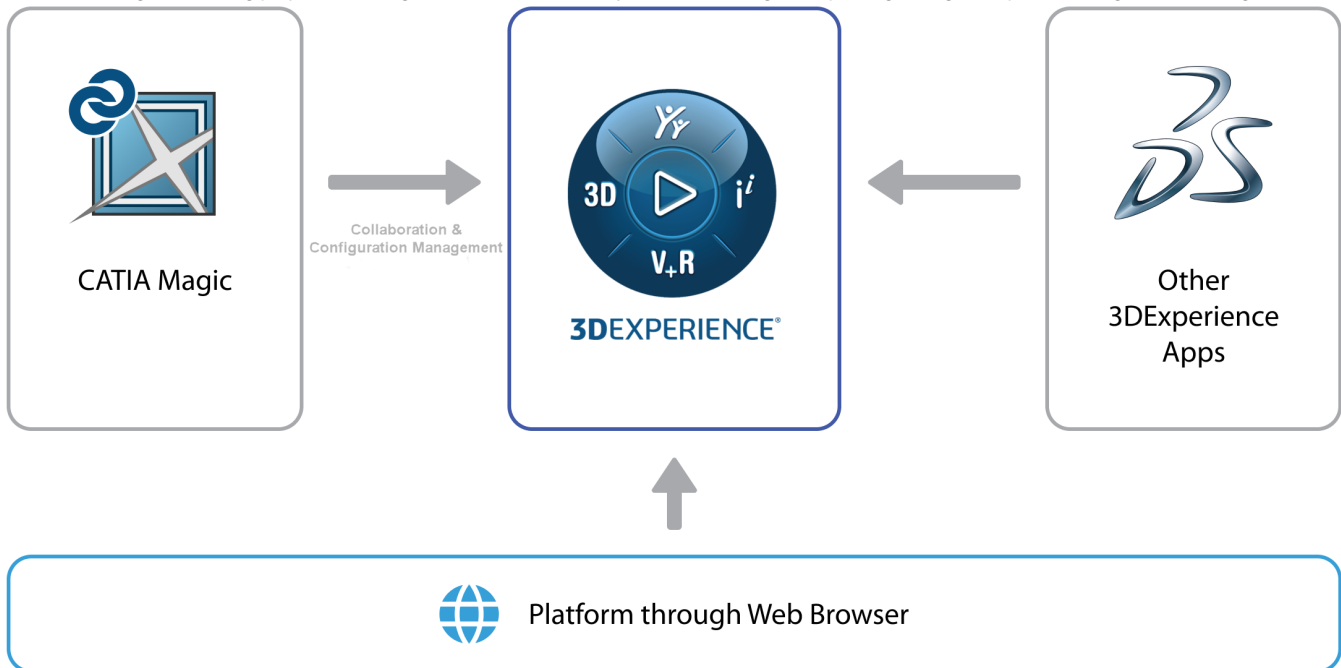 3D
i i
V+R
Collaboration &
Configuration Management
CATIA Magic
3DEXPERIENCE®
Other
3DExperience
Apps
Platform through Web Browser